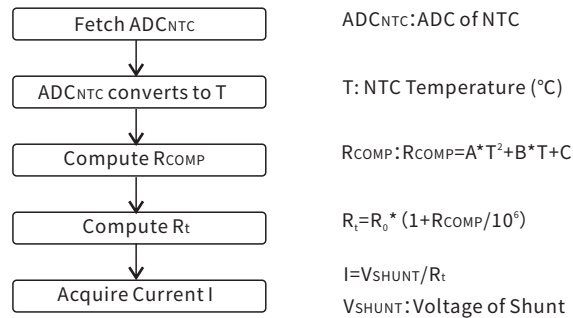 Fetch ADCNTC
ADCNTC: ADC of NTC
ADCNTC converts to T
T: NTC Temperature (°C)
Compute RCOMP
RCOMP: RCOMP=A*T²+B*T+C
Compute Rt
Rt=R₀* (1+RCOMP/10⁶)
Acquire Current I
I=VSHUNT/Rt
VSHUNT: Voltage of Shunt